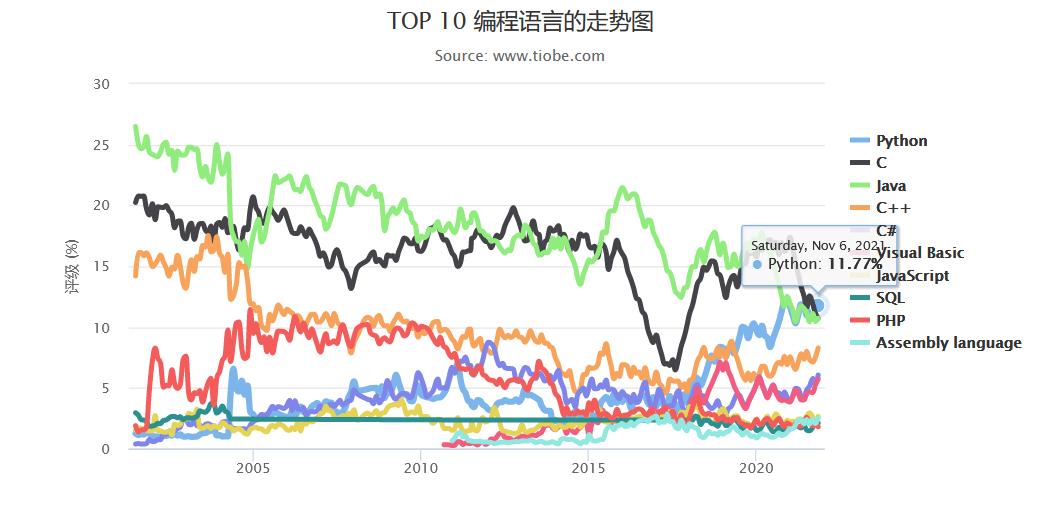 TOP 10 编程语言的走势图
Source: www.tiobe.com
评级 (%)
30
25
20
15
10
5
0
2005
2010
2015
2020
Saturday, Nov 6, 2021
Python: 11.77%
Python
C
Java
C++
C#
Visual Basic
JavaScript
SQL
PHP
Assembly language